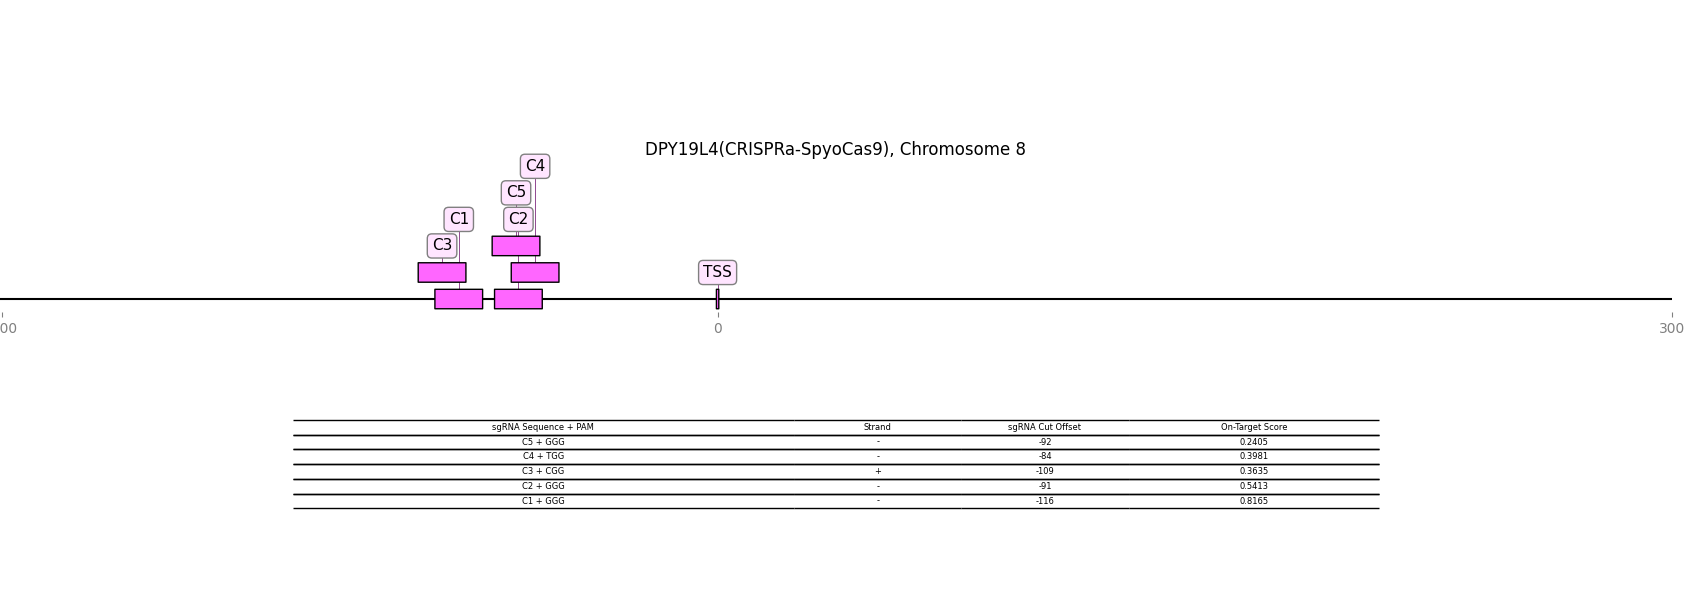 DPY19L4(CRISPRa-SpyoCas9), Chromosome 8
C4
C5
C1 C2
C3
TSS
00 0 300
sgRNA Sequence + PAM Strand sgRNA Cut Offset On-Target Score
C5 + GGG - -92 0.2405
C4 + TGG - -84 0.3981
C3 + CGG + -109 0.3635
C2 + GGG - -91 0.5413
C1 + GGG - -116 0.8165